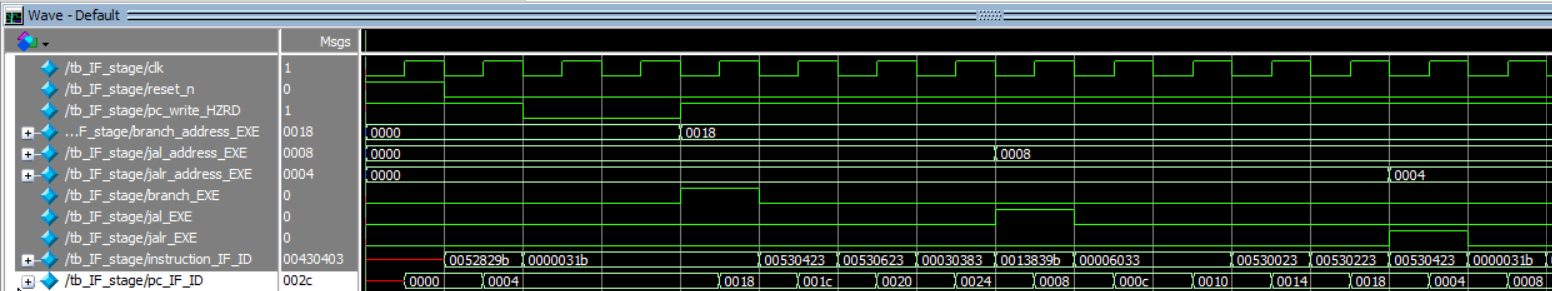 Wave - Default
Msgs
/tb_IF_stage/clk 1
/tb_IF_stage/reset_n 0
/tb_IF_stage/pc_write_HZRD 1
...F_stage/branch_address_EXE 0018 0000 0018
/tb_IF_stage/jal_address_EXE 0008 0000 0008
/tb_IF_stage/jalr_address_EXE 0004 0000 0004
/tb_IF_stage/branch_EXE 0
/tb_IF_stage/jal_EXE 0
/tb_IF_stage/jalr_EXE 0
/tb_IF_stage/instruction_IF_ID 00430403 0052829b 0000031b 00530423 00530623 00030383 0013839b 00006033 00530023 00530223 00530423 0000031b
/tb_IF_stage/pc_IF_ID 002c 0000 0004 0018 001c 0020 0024 0008 000c 0010 0014 0018 0004 0008